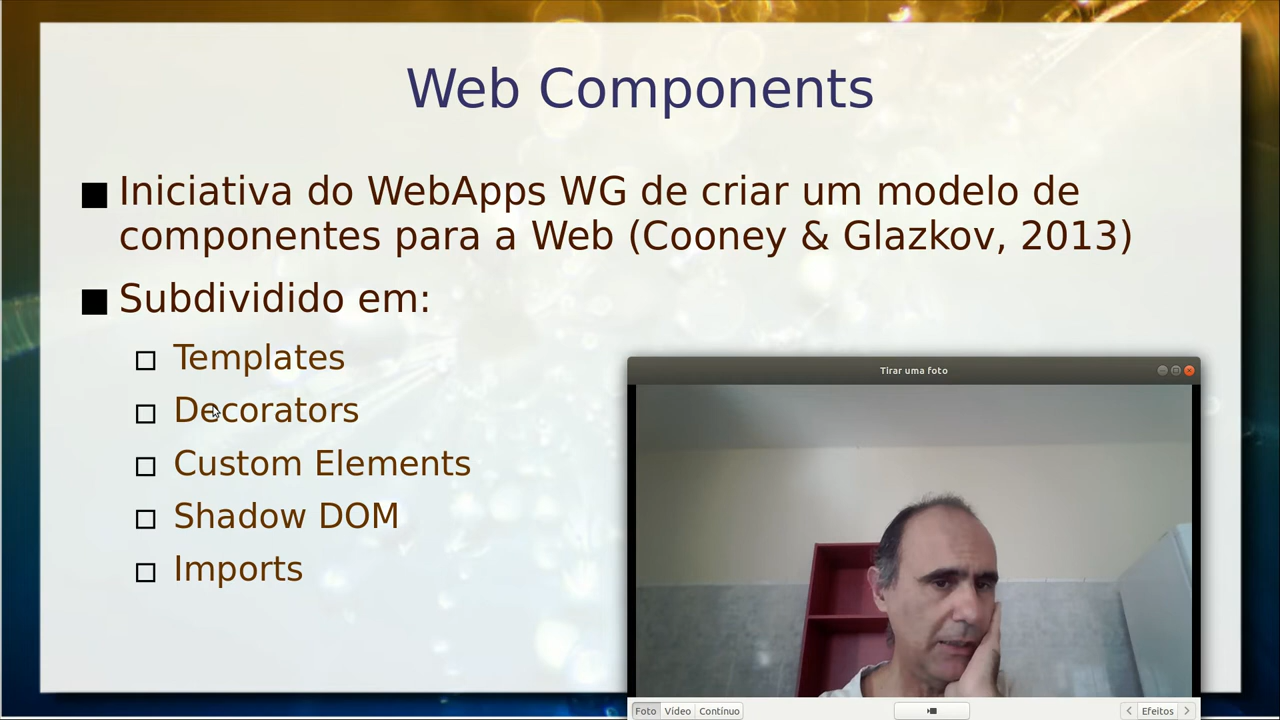 Web Components
Iniciativa do WebApps WG de criar um modelo de
componentes para a Web (Cooney & Glazkov, 2013)
Subdividido em:
Templates
Decorators
Custom Elements
Shadow DOM
Imports
Tirar uma foto
Foto Vídeo Contínuo Efeitos